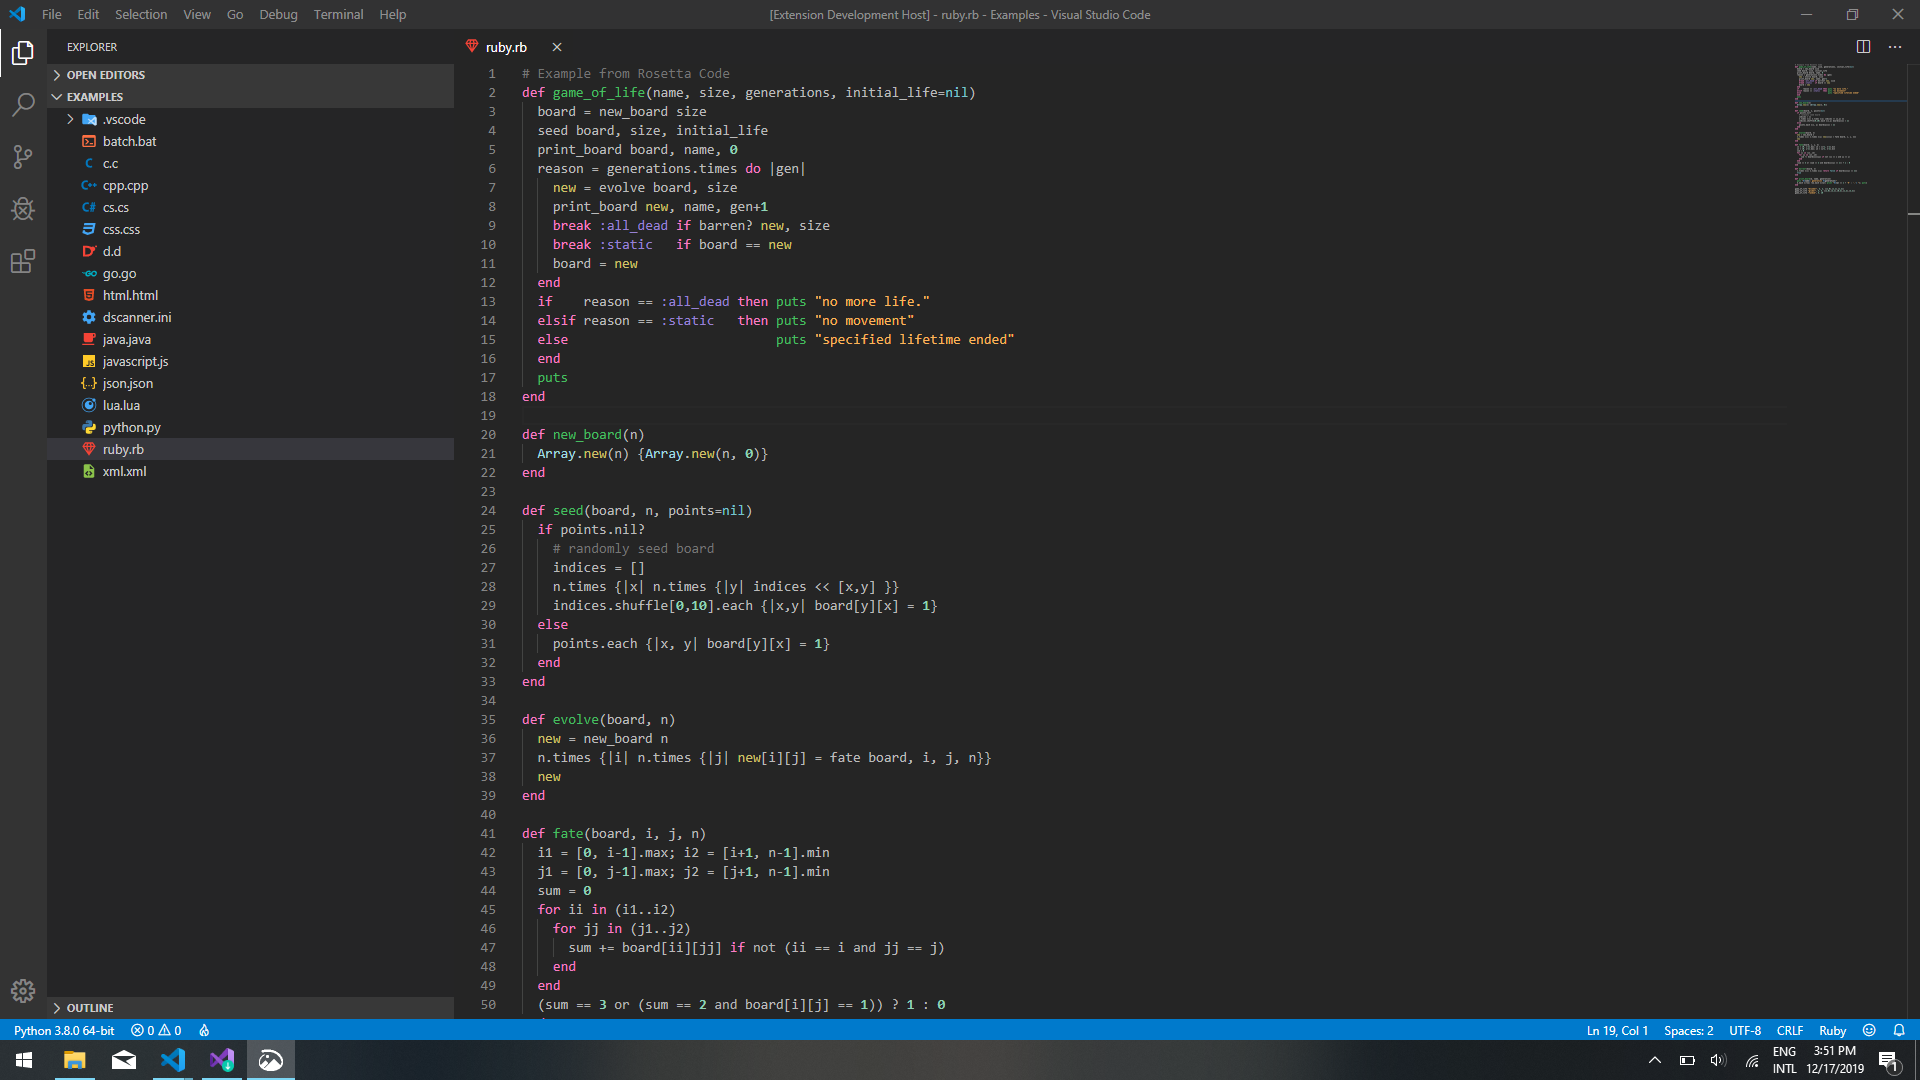 File Edit Selection View Go Debug Terminal Help
[Extension Development Host] - ruby.rb - Examples - Visual Studio Code
EXPLORER
OPEN EDITORS
EXAMPLES
.vscode
batch.bat
C c.c
C++ cpp.cpp
C# cs.cs
css.css
d.d
GO go.go
html.html
dscanner.ini
java.java
JS javascript.js
{..} json.json
lua.lua
python.py
ruby.rb
xml.xml
OUTLINE
ruby.rb
1 # Example from Rosetta Code
2 def game_of_life(name, size, generations, initial_life=nil)
3   board = new_board size
4   seed board, size, initial_life
5   print_board board, name, 0
6   reason = generations.times do |gen|
7     new = evolve board, size
8     print_board new, name, gen+1
9     break :all_dead if barren? new, size
10     break :static   if board == new
11     board = new
12   end
13   if    reason == :all_dead then puts "no more life."
14   elsif reason == :static   then puts "no movement"
15   else                           puts "specified lifetime ended"
16   end
17   puts
18 end
19
20 def new_board(n)
21   Array.new(n) {Array.new(n, 0)}
22 end
23
24 def seed(board, n, points=nil)
25   if points.nil?
26     # randomly seed board
27     indices = []
28     n.times {|x| n.times {|y| indices << [x,y] }}
29     indices.shuffle[0,10].each {|x,y| board[y][x] = 1}
30   else
31     points.each {|x, y| board[y][x] = 1}
32   end
33 end
34
35 def evolve(board, n)
36   new = new_board n
37   n.times {|i| n.times {|j| new[i][j] = fate board, i, j, n}}
38   new
39 end
40
41 def fate(board, i, j, n)
42   i1 = [0, i-1].max; i2 = [i+1, n-1].min
43   j1 = [0, j-1].max; j2 = [j+1, n-1].min
44   sum = 0
45   for ii in (i1..i2)
46     for jj in (j1..j2)
47       sum += board[ii][jj] if not (ii == i and jj == j)
48     end
49   end
50   (sum == 3 or (sum == 2 and board[i][j] == 1)) ? 1 : 0
Python 3.8.0 64-bit 0 0
Ln 19, Col 1 Spaces: 2 UTF-8 CRLF Ruby
ENG 3:51 PM
INTL 12/17/2019 1